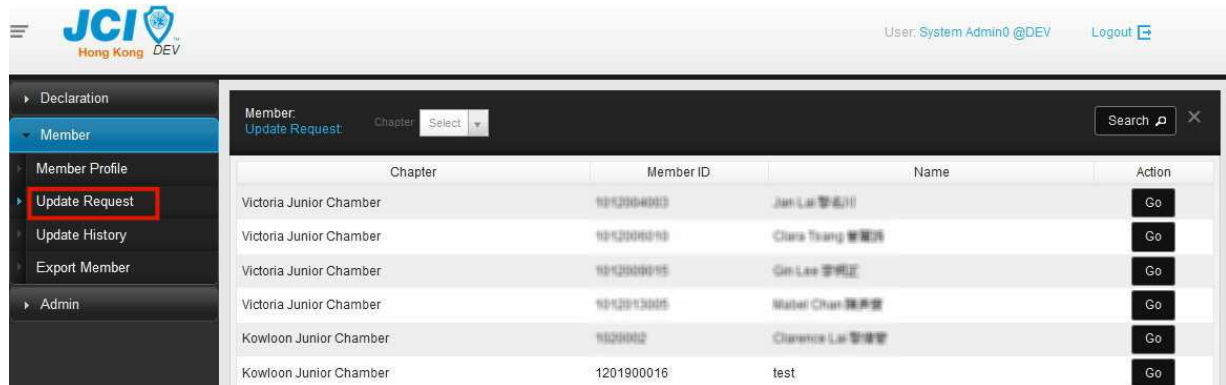 JCI
Hong Kong DEV
User: System Admin0 @DEV
Logout
Declaration
Member
Member Profile
Update Request
Update History
Export Member
Admin
Member:
Update Request:
Chapter
Select
Search
Chapter Member ID Name Action
Victoria Junior Chamber Go
Victoria Junior Chamber Go
Victoria Junior Chamber Go
Victoria Junior Chamber Go
Kowloon Junior Chamber Go
Kowloon Junior Chamber 1201900016 test Go